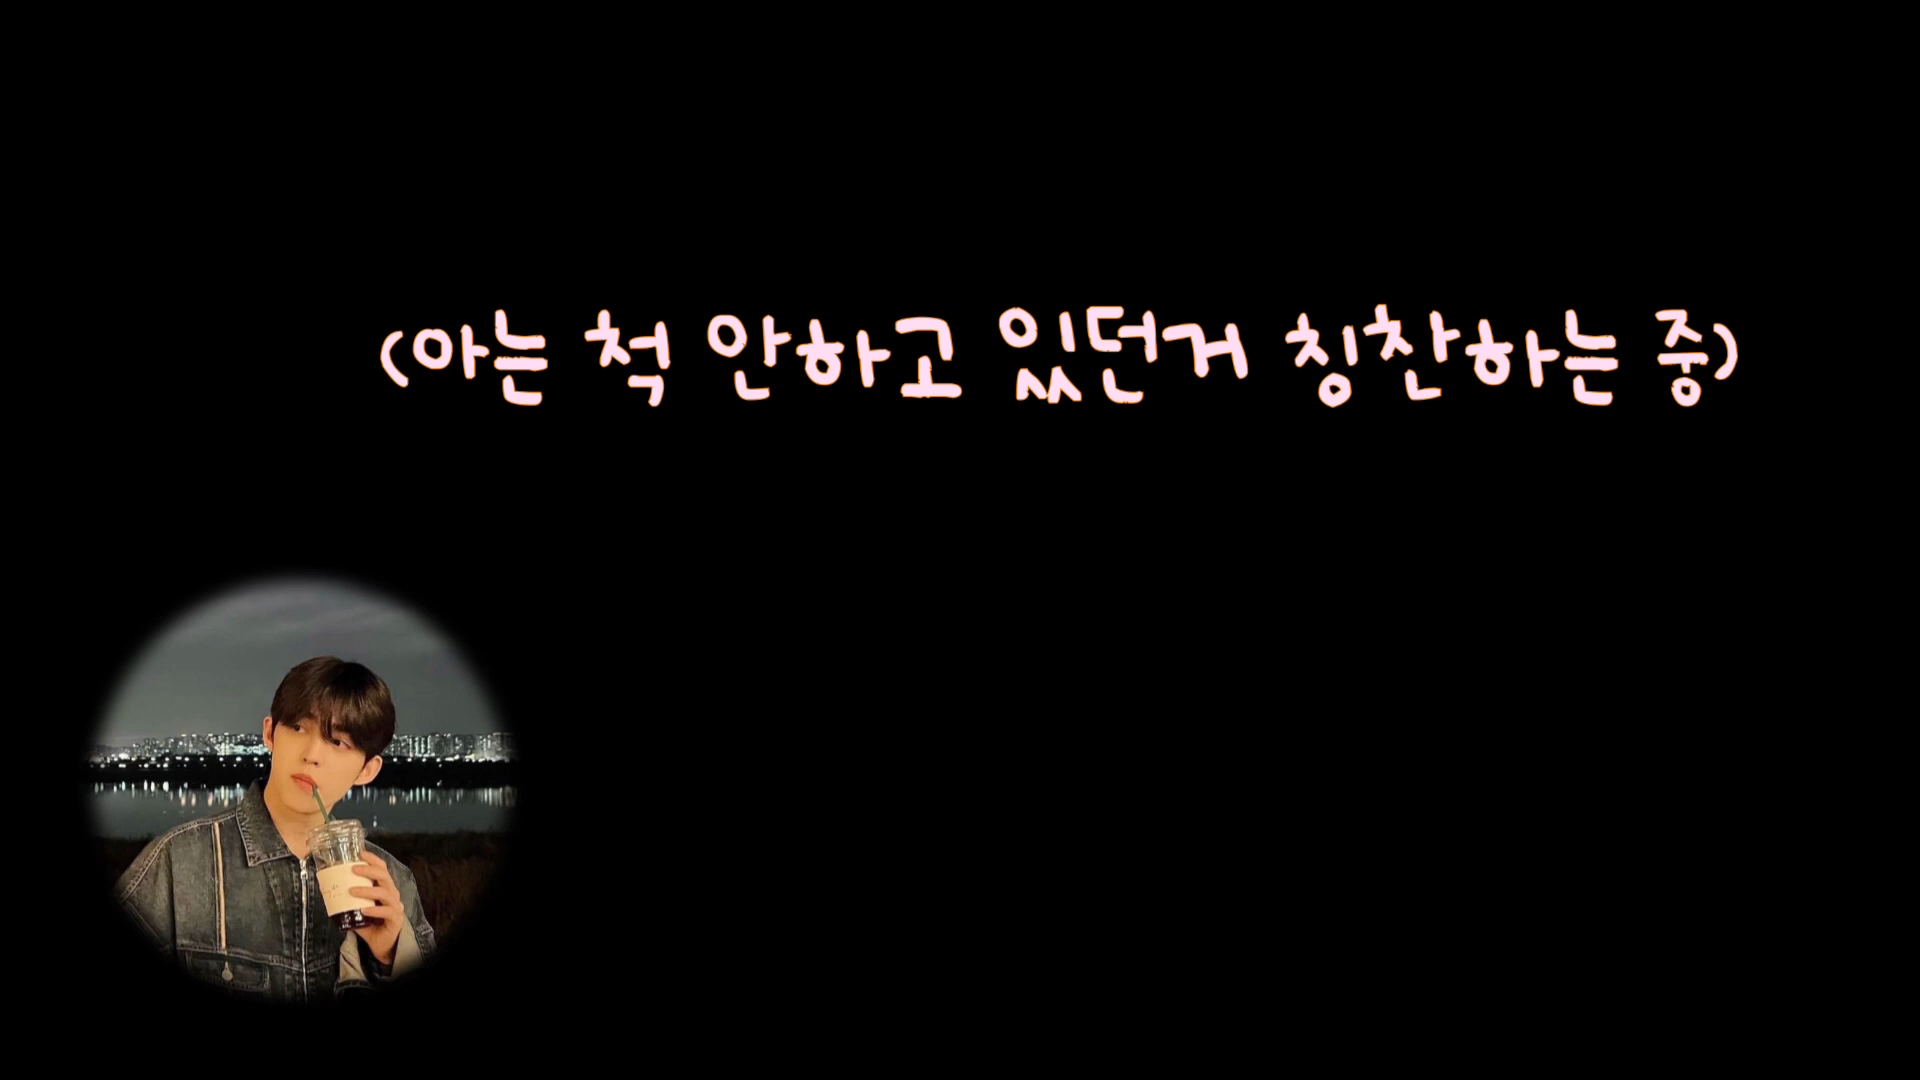 (아는 척 안하고 있던거 칭찬하는 중)